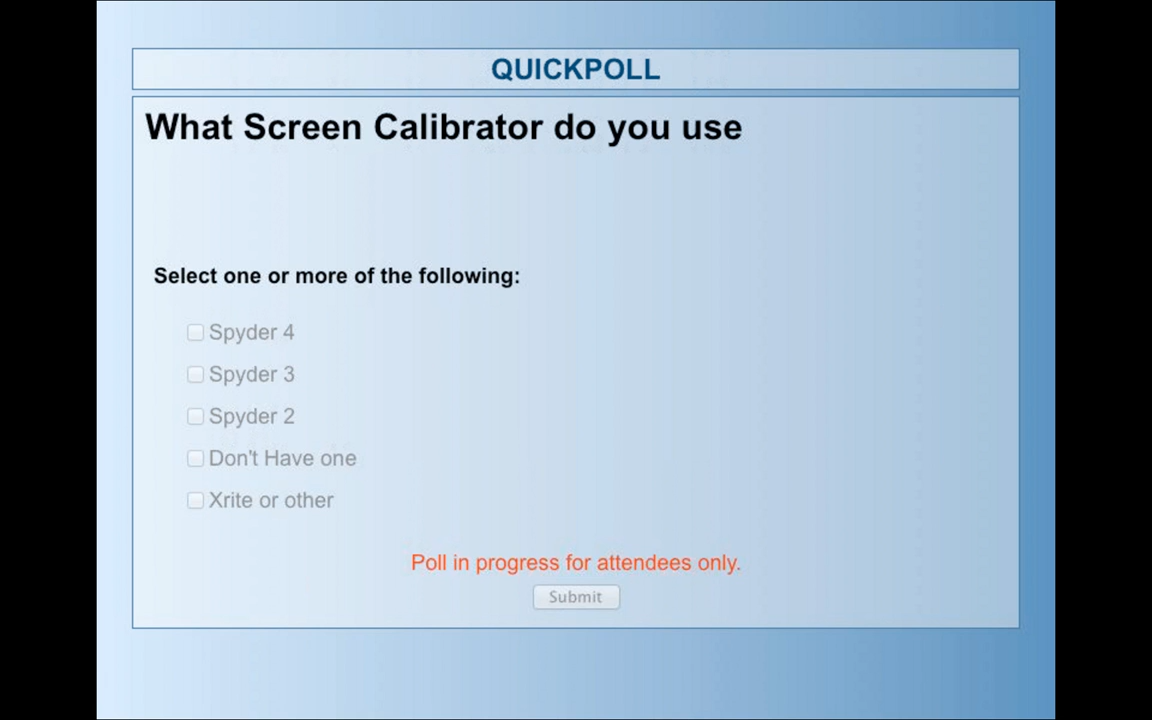 QUICKPOLL
What Screen Calibrator do you use
Select one or more of the following:
Spyder 4
Spyder 3
Spyder 2
Don't Have one
Xrite or other
Poll in progress for attendees only.
Submit